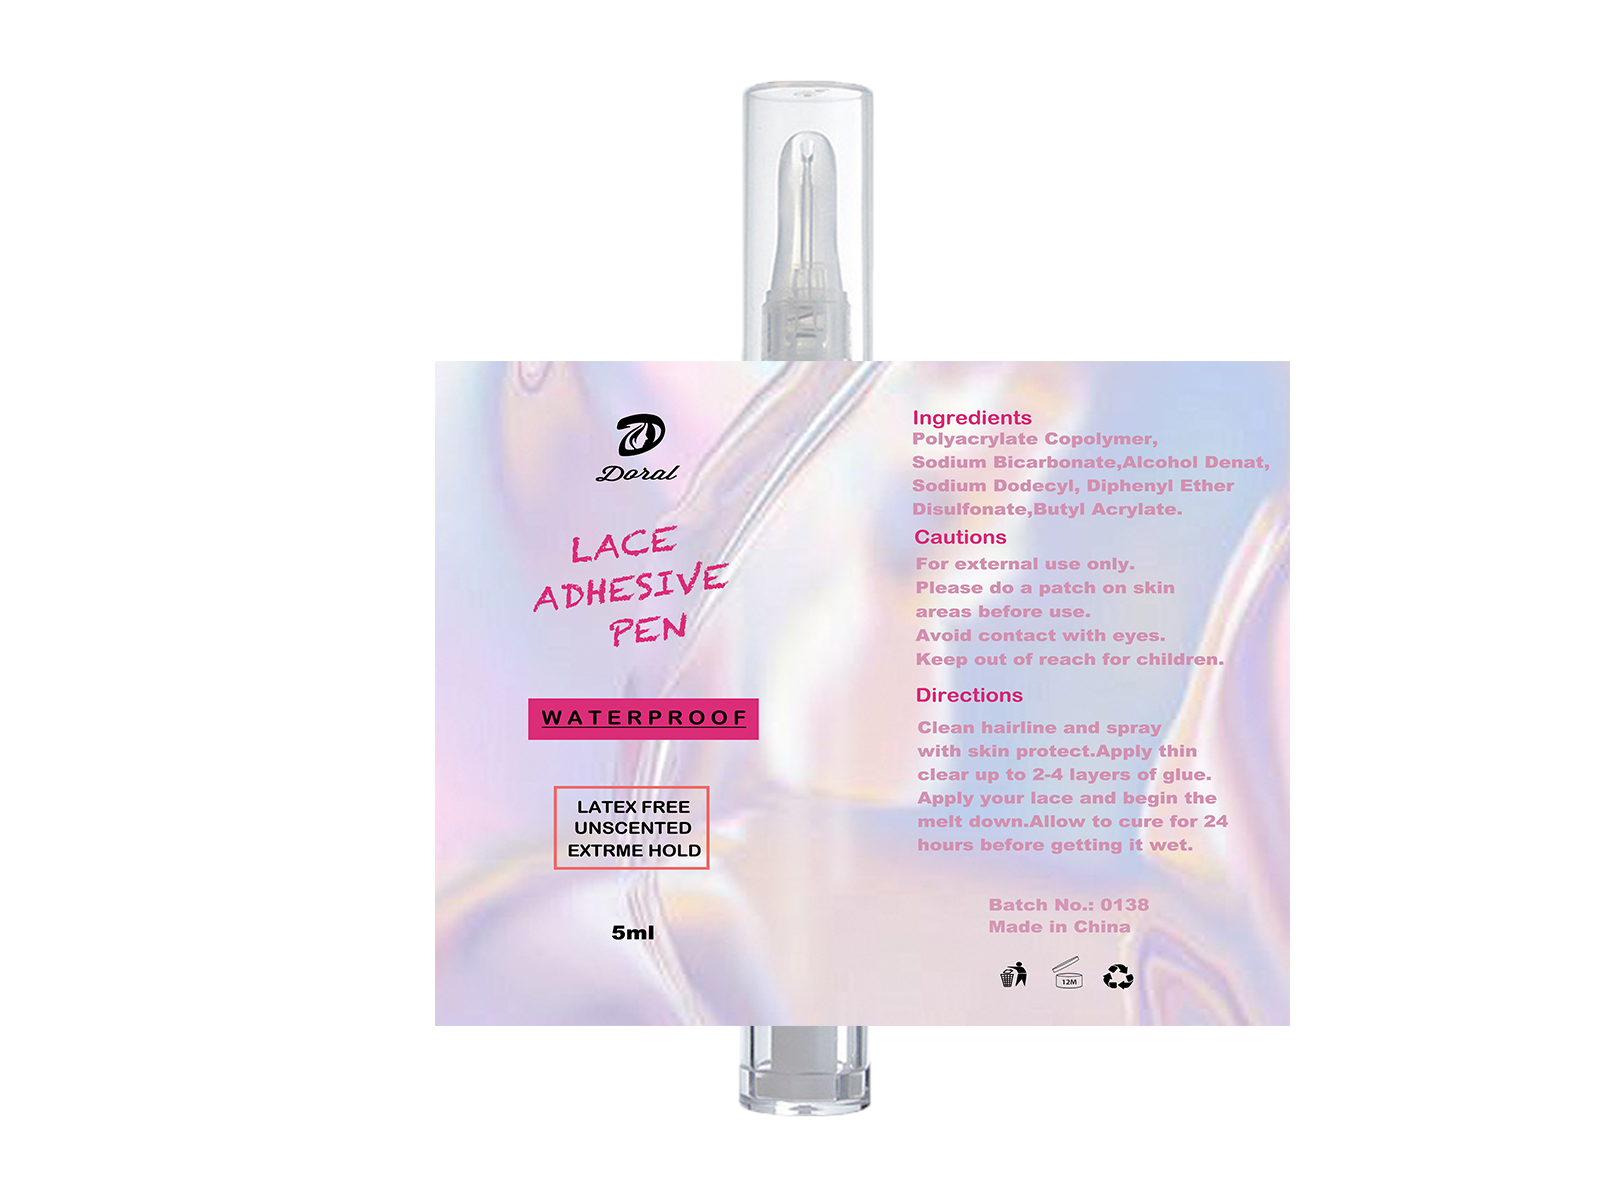 Doral
LACE
ADHESIVE
PEN
WATERPROOF
LATEX FREE
UNSCENTED
EXTRME HOLD
5ml
Ingredients
Polyacrylate Copolymer,
Sodium Bicarbonate,Alcohol Denat,
Sodium Dodecyl, Diphenyl Ether
Disulfonate,Butyl Acrylate.
Cautions
For external use only.
Please do a patch on skin
areas before use.
Avoid contact with eyes.
Keep out of reach for children.
Directions
Clean hairline and spray
with skin protect.Apply thin
clear up to 2-4 layers of glue.
Apply your lace and begin the
melt down.Allow to cure for 24
hours before getting it wet.
Batch No.: 0138
Made in China
12M